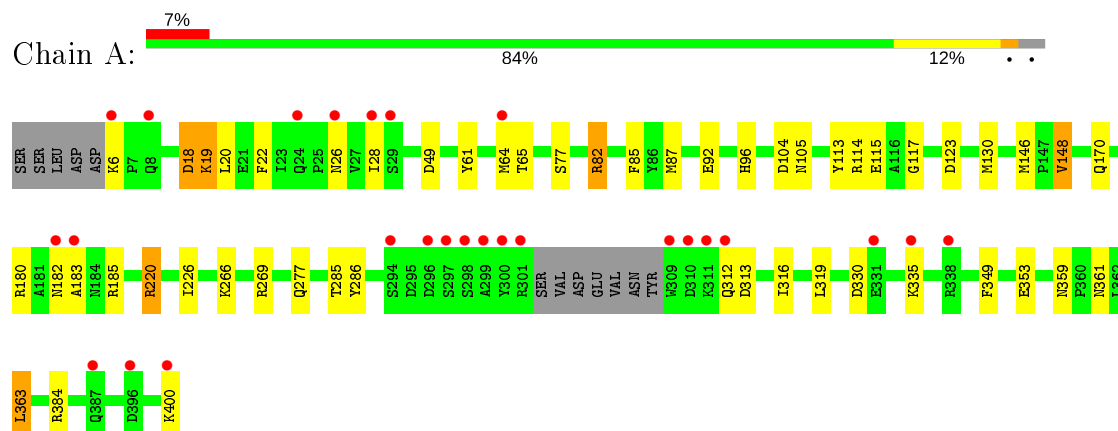 7%
Chain A:
84% 12% • •
SER SER LEU ASP ASP K6 P7 Q8 D18 K19 L20 E21 F22 I23 Q24 P25 N26 V27 I28 S29 D49 Y61 M64 T65 S77 R82 F85 Y86 M87 E92 H96 D104 N105 Y113 R114 E115 A116 G117 D123 M130 M146 P147 V148 Q170
R180 A181 N182 A183 N184 R185 R220 I226 K266 R269 Q277 T285 Y286 S294 D295 D296 S297 S298 A299 Y300 R301 SER VAL ASP GLU VAL ASN TYR W309 D310 K311 Q312 D313 I316 L319 D330 E331 K335 R338 F349 E353 N359 P360 N361 L362
L363 R384 Q387 D396 K400